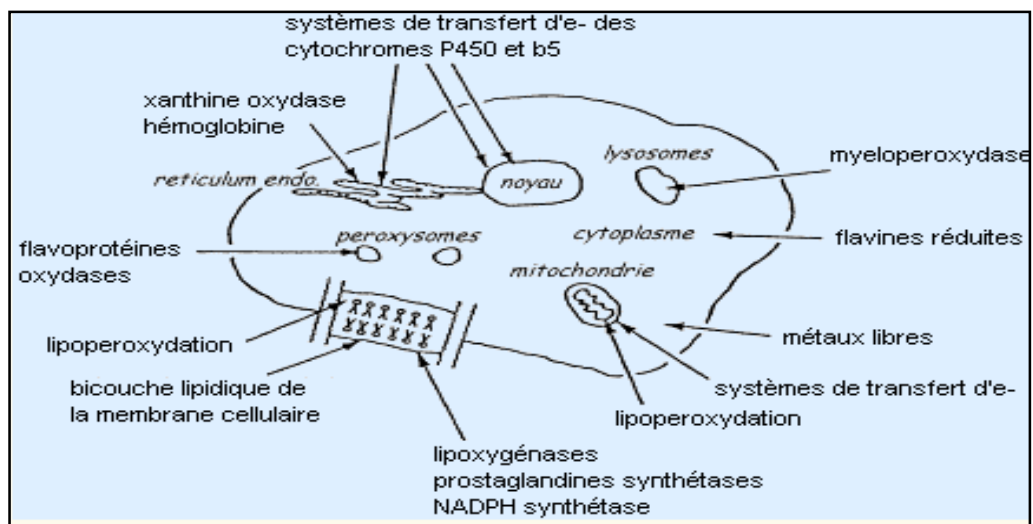 systèmes de transfert d'e- des
cytochromes P450 et b5
xanthine oxydase
hémoglobine
lysosomes
myeloperoxydase
reticulum endo.
noyau
flavoprotéines
oxydases
peroxysomes
cytoplasme
flavines réduites
mitochondrie
lipoperoxydation
métaux libres
bicouche lipidique de
la membrane cellulaire
systèmes de transfert d'e-
lipoperoxydation
lipoxygénases
prostaglandines synthétases
NADPH synthétase